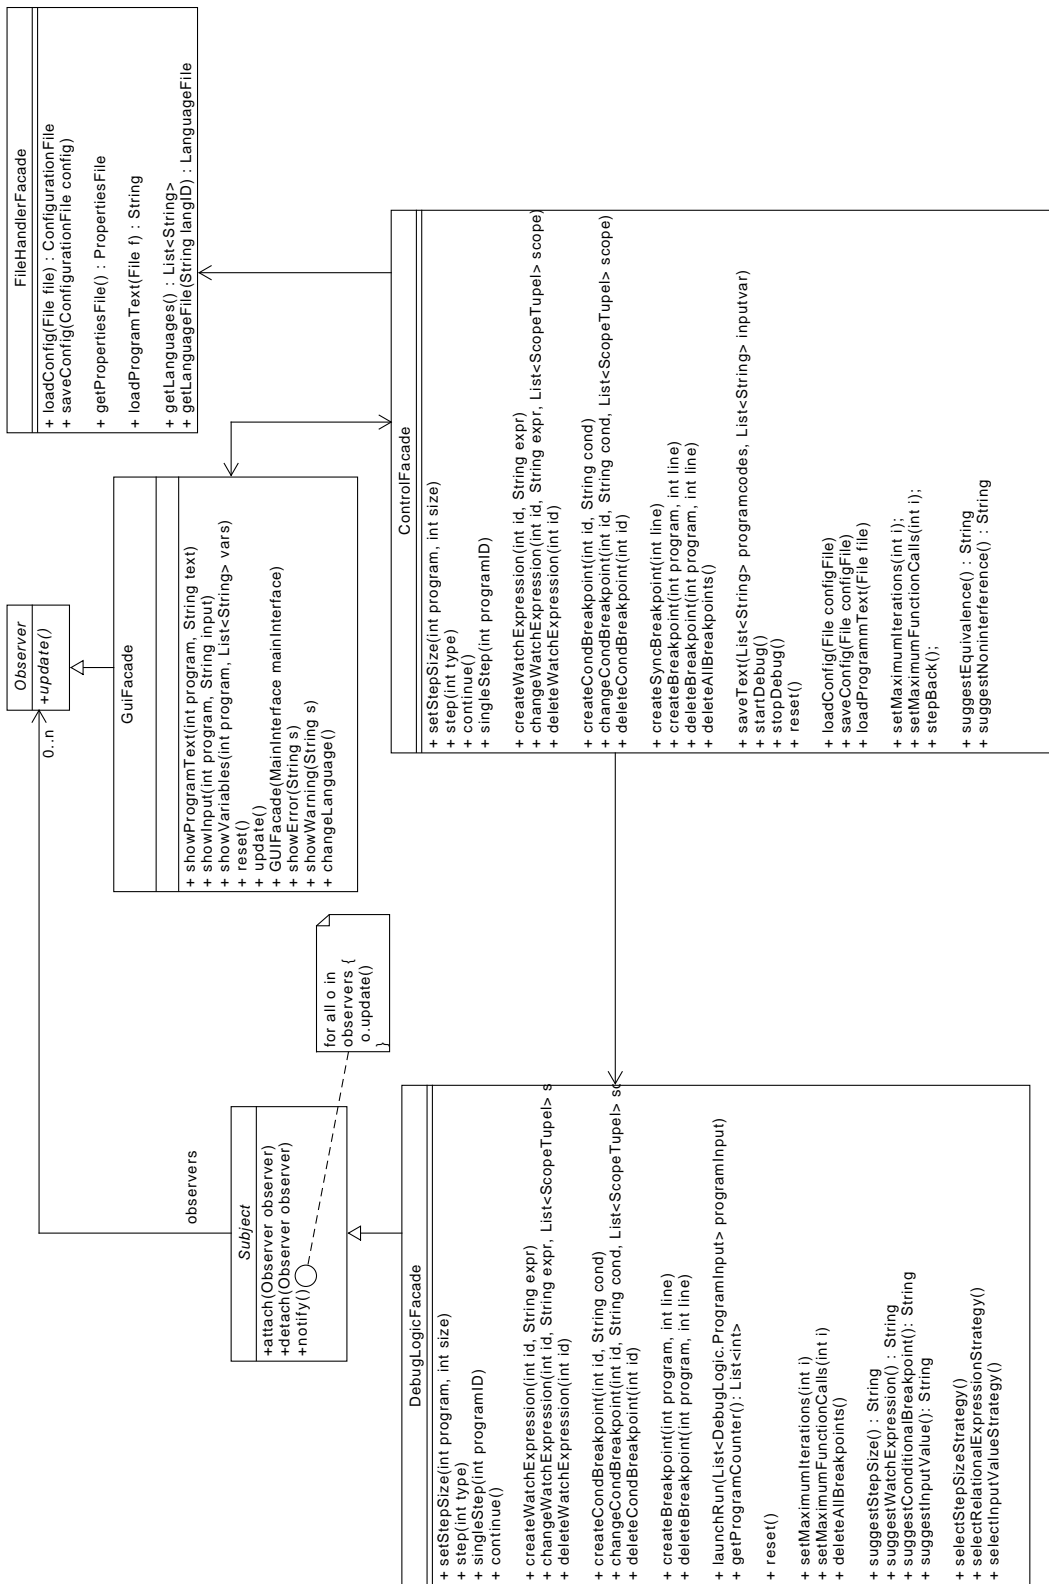 FileHandlerFacade
+ loadConfig(File file) : ConfigurationFile
+ saveConfig(ConfigurationFile config)
+ getPropertiesFile() : PropertiesFile
+ loadProgramText(File f) : String
+ getLanguages() : List<String>
+ getLanguageFile(String langID) : LanguageFile
Observer
+update()
0..n
GuiFacade
+ showProgramText(int program, String text)
+ showInput(int program, String input)
+ showVariables(int program, List<String> vars)
+ reset()
+ update()
+ GUIFacade(MainInterface mainInterface)
+ showError(String s)
+ showWarning(String s)
+ changeLanguage()
ControlFacade
+ setStepSize(int program, int size)
+ step(int type)
+ continue()
+ singleStep(int programID)
+ createWatchExpression(int id, String expr)
+ changeWatchExpression(int id, String expr, List<ScopeTupel> scope)
+ deleteWatchExpression(int id)
+ createCondBreakpoint(int id, String cond)
+ changeCondBreakpoint(int id, String cond, List<ScopeTupel> scope)
+ deleteCondBreakpoint(int id)
+ createSyncBreakpoint(int line)
+ createBreakpoint(int program, int line)
+ deleteBreakpoint(int program, int line)
+ deleteAllBreakpoints()
+ saveText(List<String> programcodes, List<String> inputvar)
+ startDebug()
+ stopDebug()
+ reset()
+ loadConfig(File configFile)
+ saveConfig(File configFile)
+ loadProgrammText(File file)
+ setMaximumIterations(int i);
+ setMaximumFunctionCalls(int i);
+ stepBack();
+ suggestEquivalence() : String
+ suggestNoninterference() : String
observers
Subject
+attach(Observer observer)
+detach(Observer observer)
+notify()
for all o in
observers {
o.update()
}
DebugLogicFacade
+ setStepSize(int program, int size)
+ step(int type)
+ singleStep(int programID)
+ continue()
+ createWatchExpression(int id, String expr)
+ changeWatchExpression(int id, String expr, List<ScopeTupel> s
+ deleteWatchExpression(int id)
+ createCondBreakpoint(int id, String cond)
+ changeCondBreakpoint(int id, String cond, List<ScopeTupel> sc
+ deleteCondBreakpoint(int id)
+ createBreakpoint(int program, int line)
+ deleteBreakpoint(int program, int line)
+ launchRun(List<DebugLogic.ProgramInput> programInput)
+ getProgramCounter(): List<int>
+ reset()
+ setMaximumIterations(int i)
+ setMaximumFunctionCalls(int i)
+ deleteAllBreakpoints()
+ suggestStepSize() : String
+ suggestWatchExpression() : String
+ suggestConditionalBreakpoint(): String
+ suggestInputValue(): String
+ selectStepSizeStrategy()
+ selectRelationalExpressionStrategy()
+ selectInputValueStrategy()